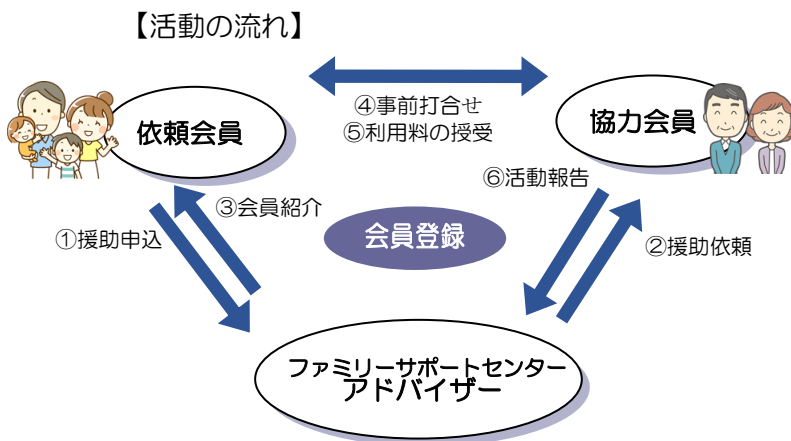 【活動の流れ】
依頼会員
④事前打合せ
⑤利用料の授受
協力会員
⑥活動報告
③会員紹介
会員登録
①援助申込
②援助依頼
ファミリーサポートセンター
アドバイザー